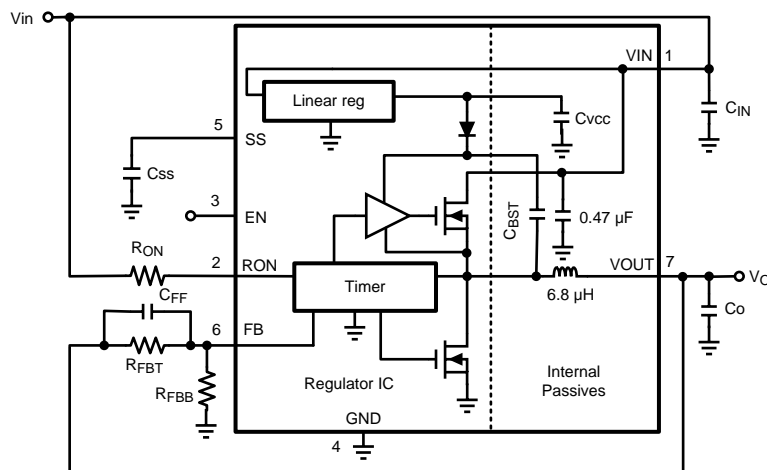 Vin
VIN 1
Linear reg
CIN
5
SS
Cvcc
Css
3
EN
CBST
0.47 µF
RON
2
RON
VOUT 7
Timer
6.8 µH
CFF
Co
6
FB
RFBT
RFBB
Regulator IC
Internal
Passives
GND
4